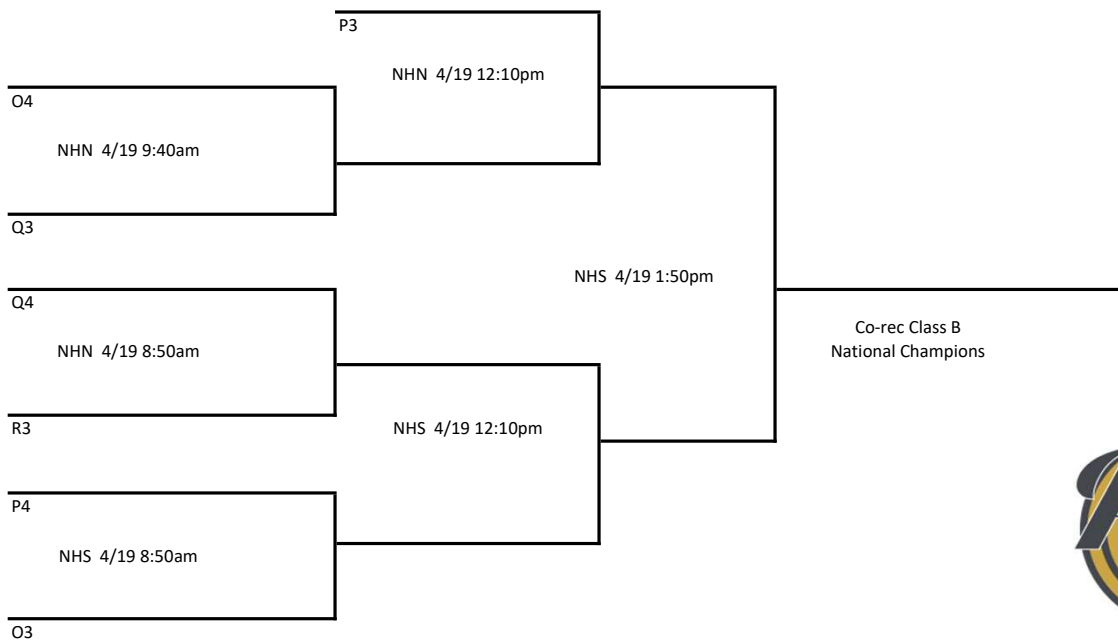 P3
NHN 4/19 12:10pm
O4
NHN 4/19 9:40am
Q3
NHS 4/19 1:50pm
Q4
NHN 4/19 8:50am
Co-rec Class B
National Champions
R3
NHS 4/19 12:10pm
P4
NHS 4/19 8:50am
O3